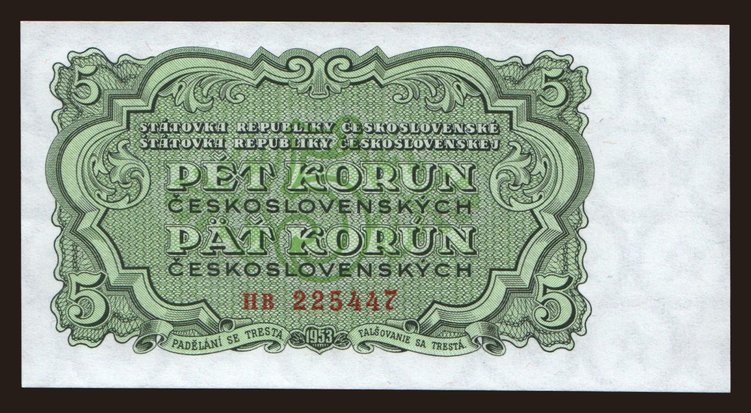 5 5
STÁTOVKA REPUBLIKY ČESKOSLOVENSKÉ
ŠTÁTOVKA REPUBLIKY ČESKOSLOVENSKEJ
PĚT KORUN
ČESKOSLOVENSKÝCH
PÄŤ KORÚN
ČESKOSLOVENSKÝCH
5 5
HB 225447
PADĚLÁNÍ SE TRESTÁ 1953 FALŠOVANIE SA TRESTÁ